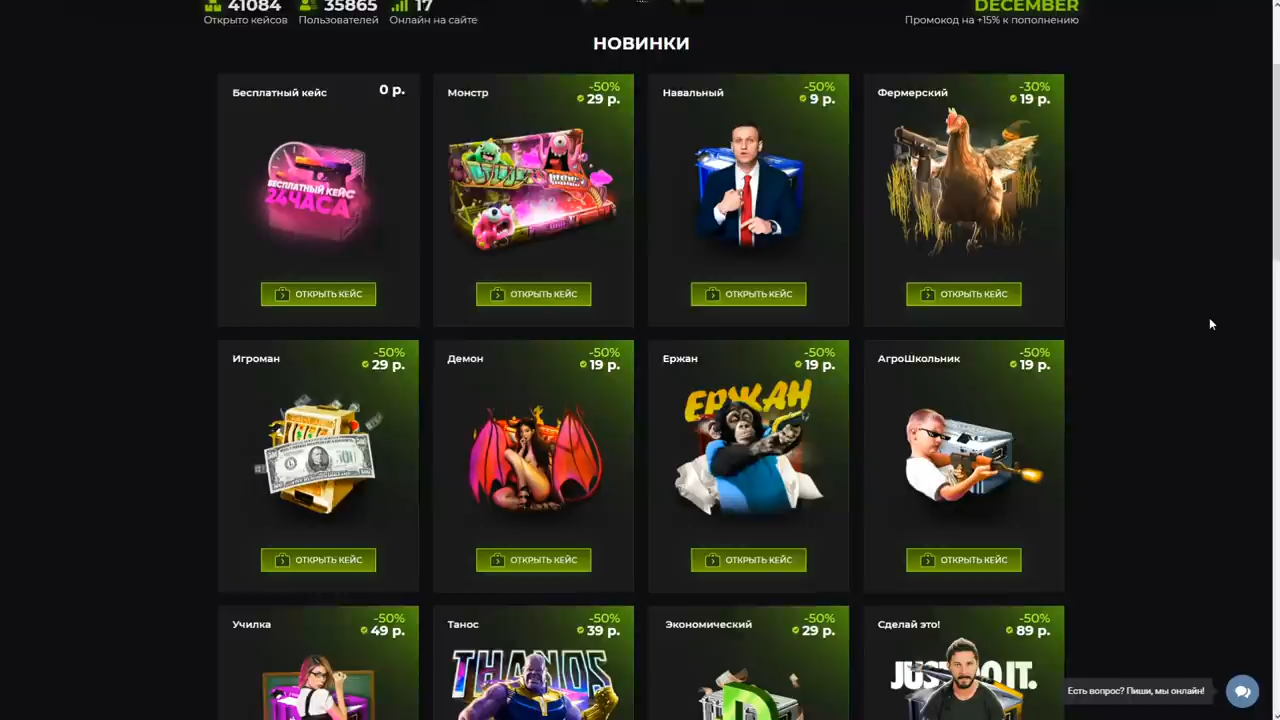 41084 35865 17
Открыто кейсов Пользователей Онлайн на сайте
DECEMBER
Промокод на +15% к пополнению
НОВИНКИ
Бесплатный кейс 0 р.
БЕСПЛАТНЫЙ КЕЙС
24ЧАСА
ОТКРЫТЬ КЕЙС
Монстр -50%
29 р.
ОТКРЫТЬ КЕЙС
Навальный -50%
9 р.
ОТКРЫТЬ КЕЙС
Фермерский -30%
19 р.
ОТКРЫТЬ КЕЙС
Игроман -50%
29 р.
ОТКРЫТЬ КЕЙС
Демон -50%
19 р.
ОТКРЫТЬ КЕЙС
Ержан -50%
19 р.
ЕРЖАН
ОТКРЫТЬ КЕЙС
АгроШкольник -50%
19 р.
ОТКРЫТЬ КЕЙС
Училка -50%
49 р.
Танос -50%
39 р.
THANOS
Экономический -50%
29 р.
Сделай это! -50%
89 р.
JUST DO IT.
Есть вопрос? Пиши, мы онлайн!